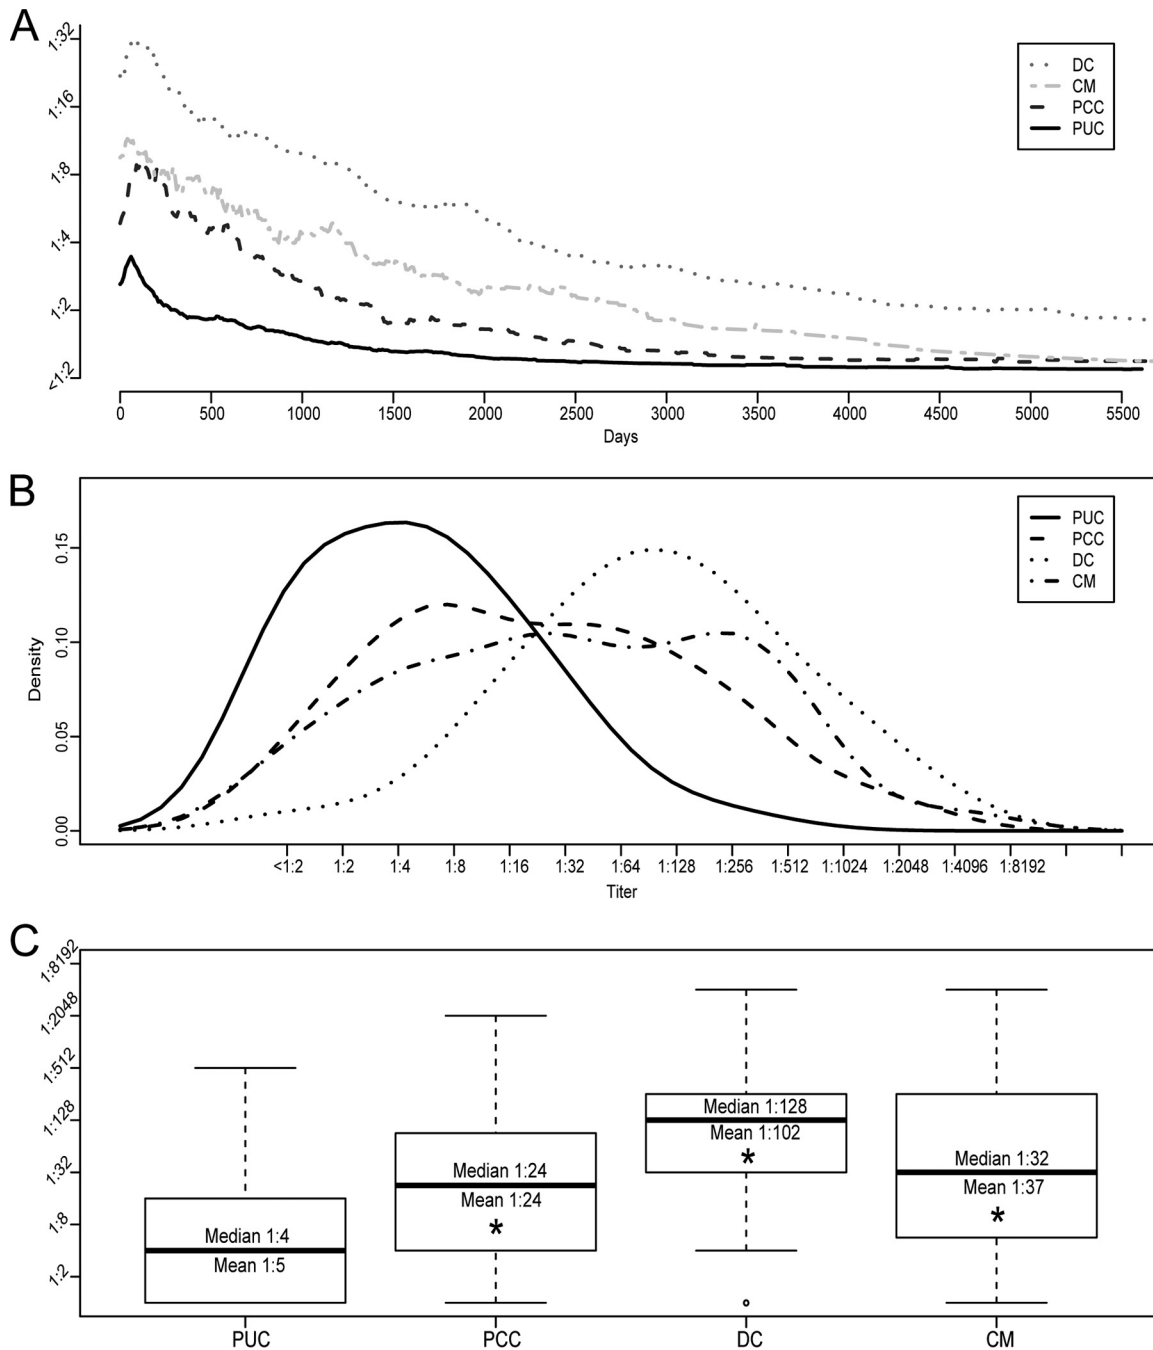 A
1:32
1:16
1:8
1:4
1:2
<1:2
DC
CM
PCC
PUC
0 500 1000 1500 2000 2500 3000 3500 4000 4500 5000 5500
Days
B
0.15
0.10
0.05
0.00
Density
PUC
PCC
DC
CM
<1:2 1:2 1:4 1:8 1:16 1:32 1:64 1:128 1:256 1:512 1:1024 1:2048 1:4096 1:8192
Titer
C
1:8192
1:2048
1:512
1:128
1:32
1:8
1:2
Median 1:4
Mean 1:5
Median 1:24
Mean 1:24
*
Median 1:128
Mean 1:102
*
Median 1:32
Mean 1:37
*
PUC PCC DC CM